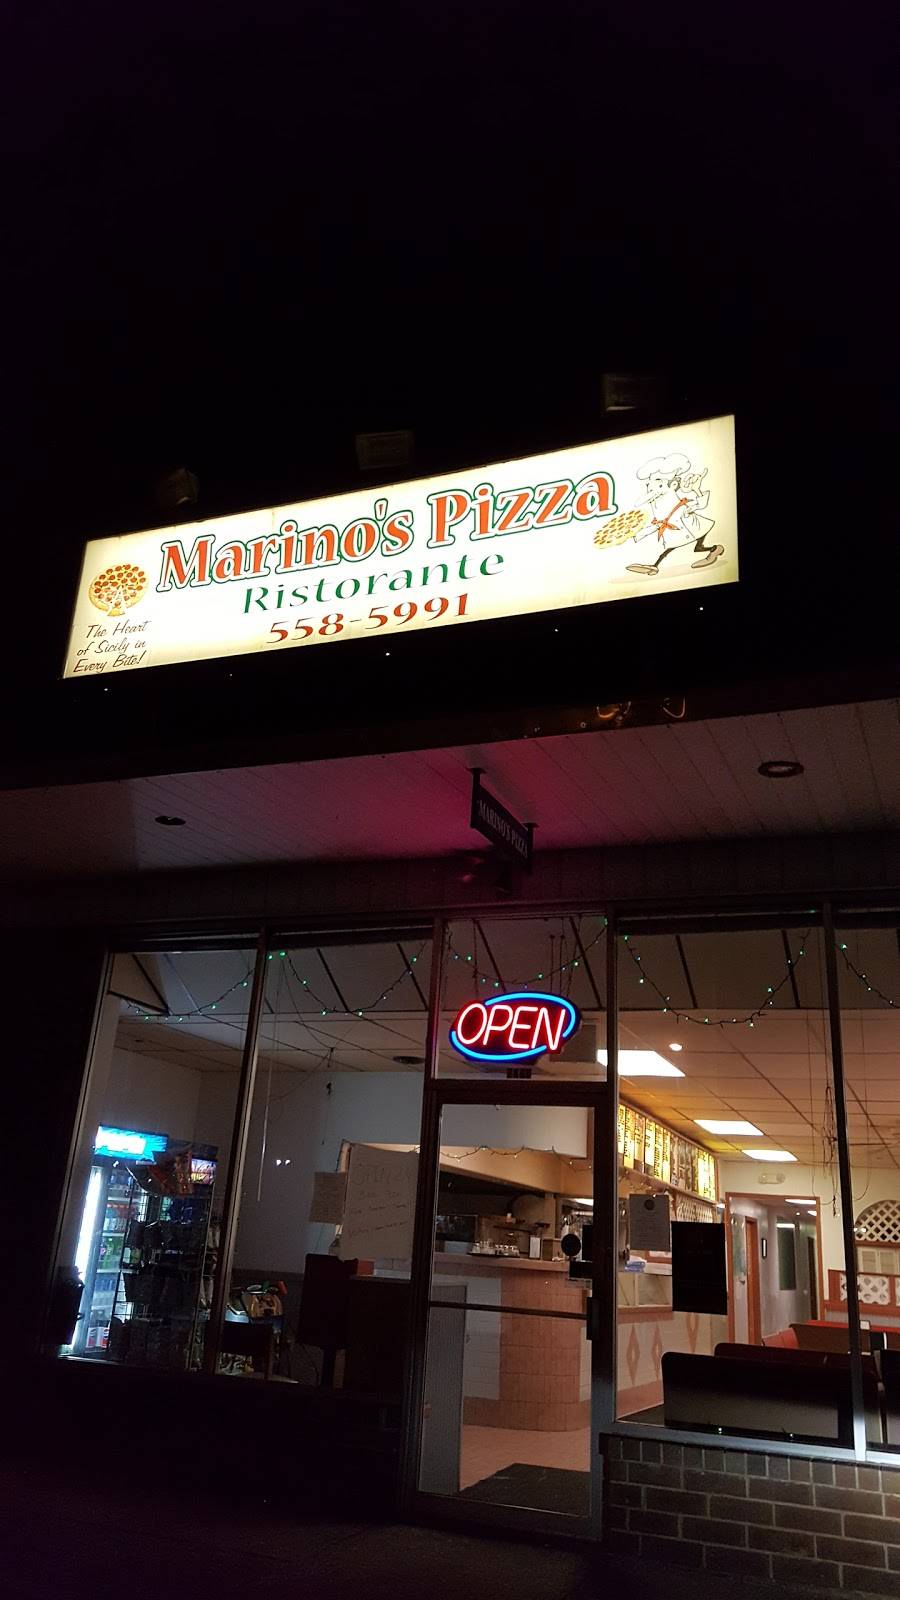 Marino's Pizza
Ristorante
558-5991
The Heart
of Sicily in
Every Bite!
MARINO'S PIZZA
OPEN